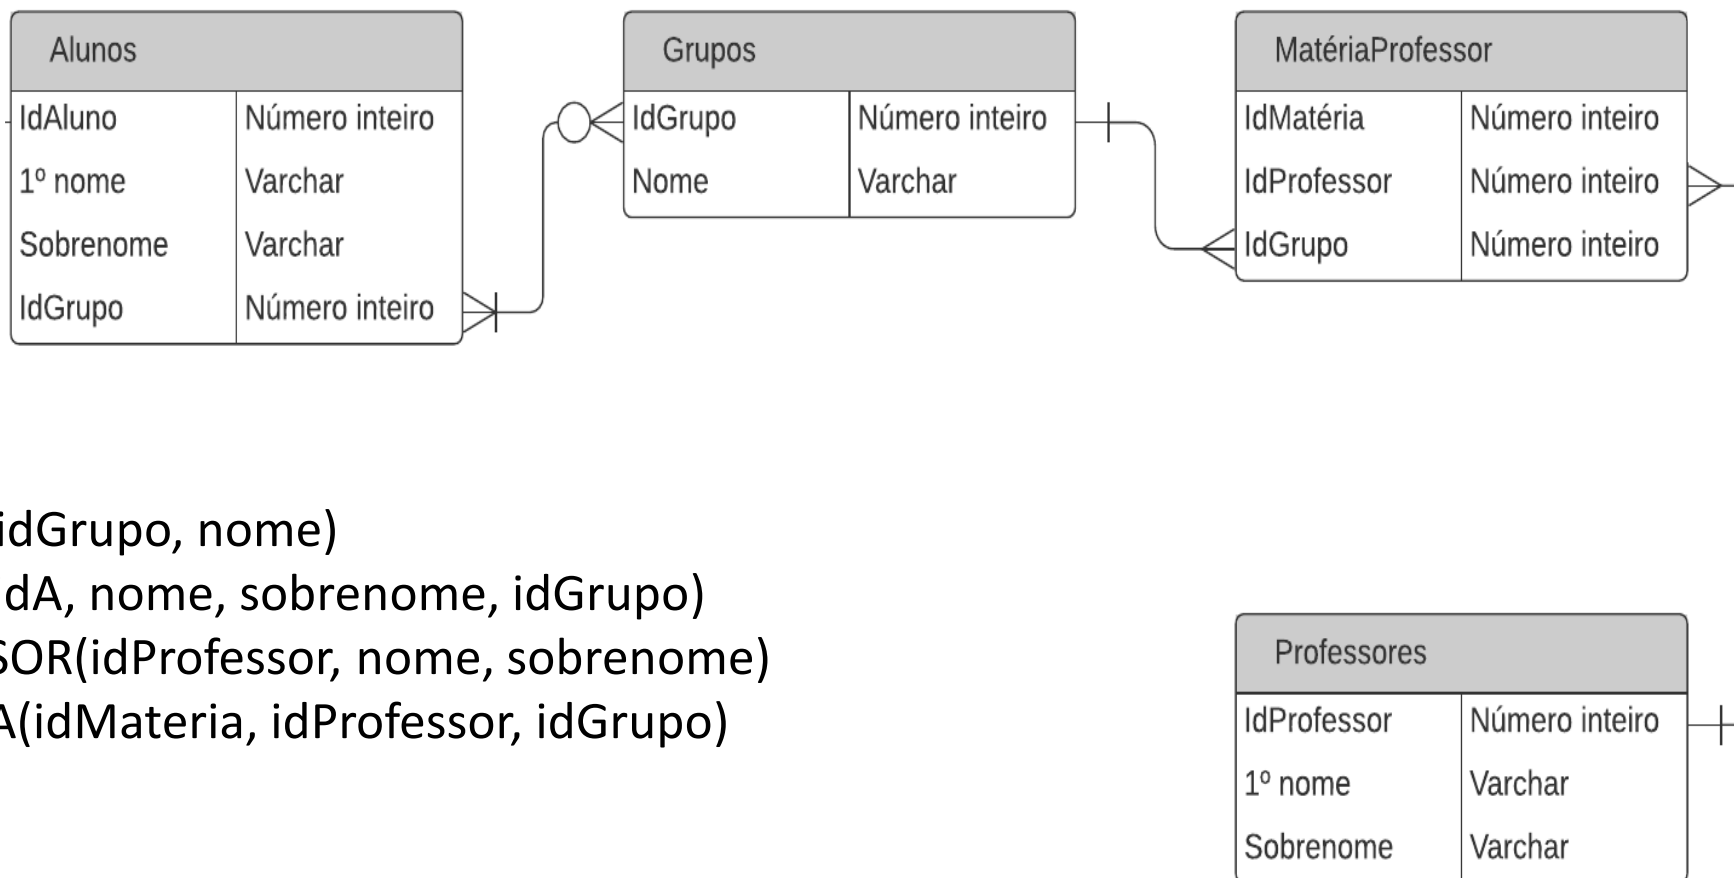 Alunos
IdAluno Número inteiro
1º nome Varchar
Sobrenome Varchar
IdGrupo Número inteiro
Grupos
IdGrupo Número inteiro
Nome Varchar
MatériaProfessor
IdMatéria Número inteiro
IdProfessor Número inteiro
IdGrupo Número inteiro
idGrupo, nome)
dA, nome, sobrenome, idGrupo)
SOR(idProfessor, nome, sobrenome)
A(idMateria, idProfessor, idGrupo)
Professores
IdProfessor Número inteiro
1º nome Varchar
Sobrenome Varchar